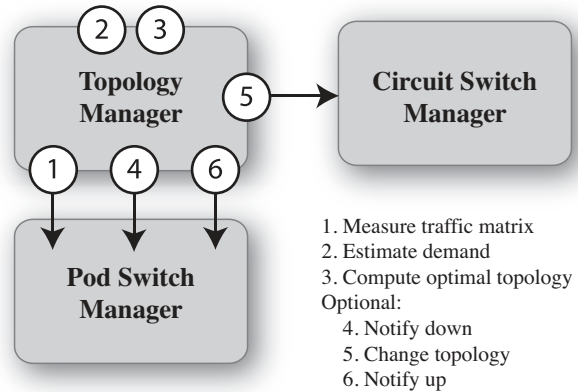 2
3
Topology
Manager
5
Circuit Switch
Manager
1
4
6
Pod Switch
Manager
1. Measure traffic matrix
2. Estimate demand
3. Compute optimal topology
Optional:
4. Notify down
5. Change topology
6. Notify up